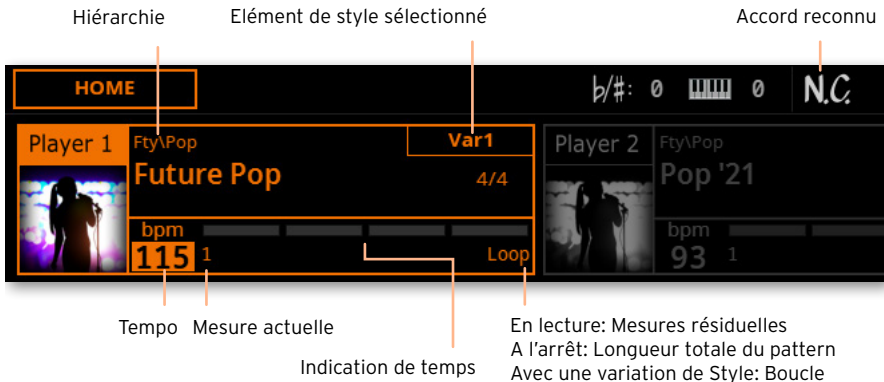 Hiérarchie Elément de style sélectionné Accord reconnu
HOME b/#: 0 0 N.C.
Player 1 Fty\Pop Var1 Player 2 Fty\Pop
Future Pop 4/4 Pop '21
bpm bpm
115 1 Loop 93 1
Tempo Mesure actuelle
Indication de temps
En lecture: Mesures résiduelles
A l'arrêt: Longueur totale du pattern
Avec une variation de Style: Boucle